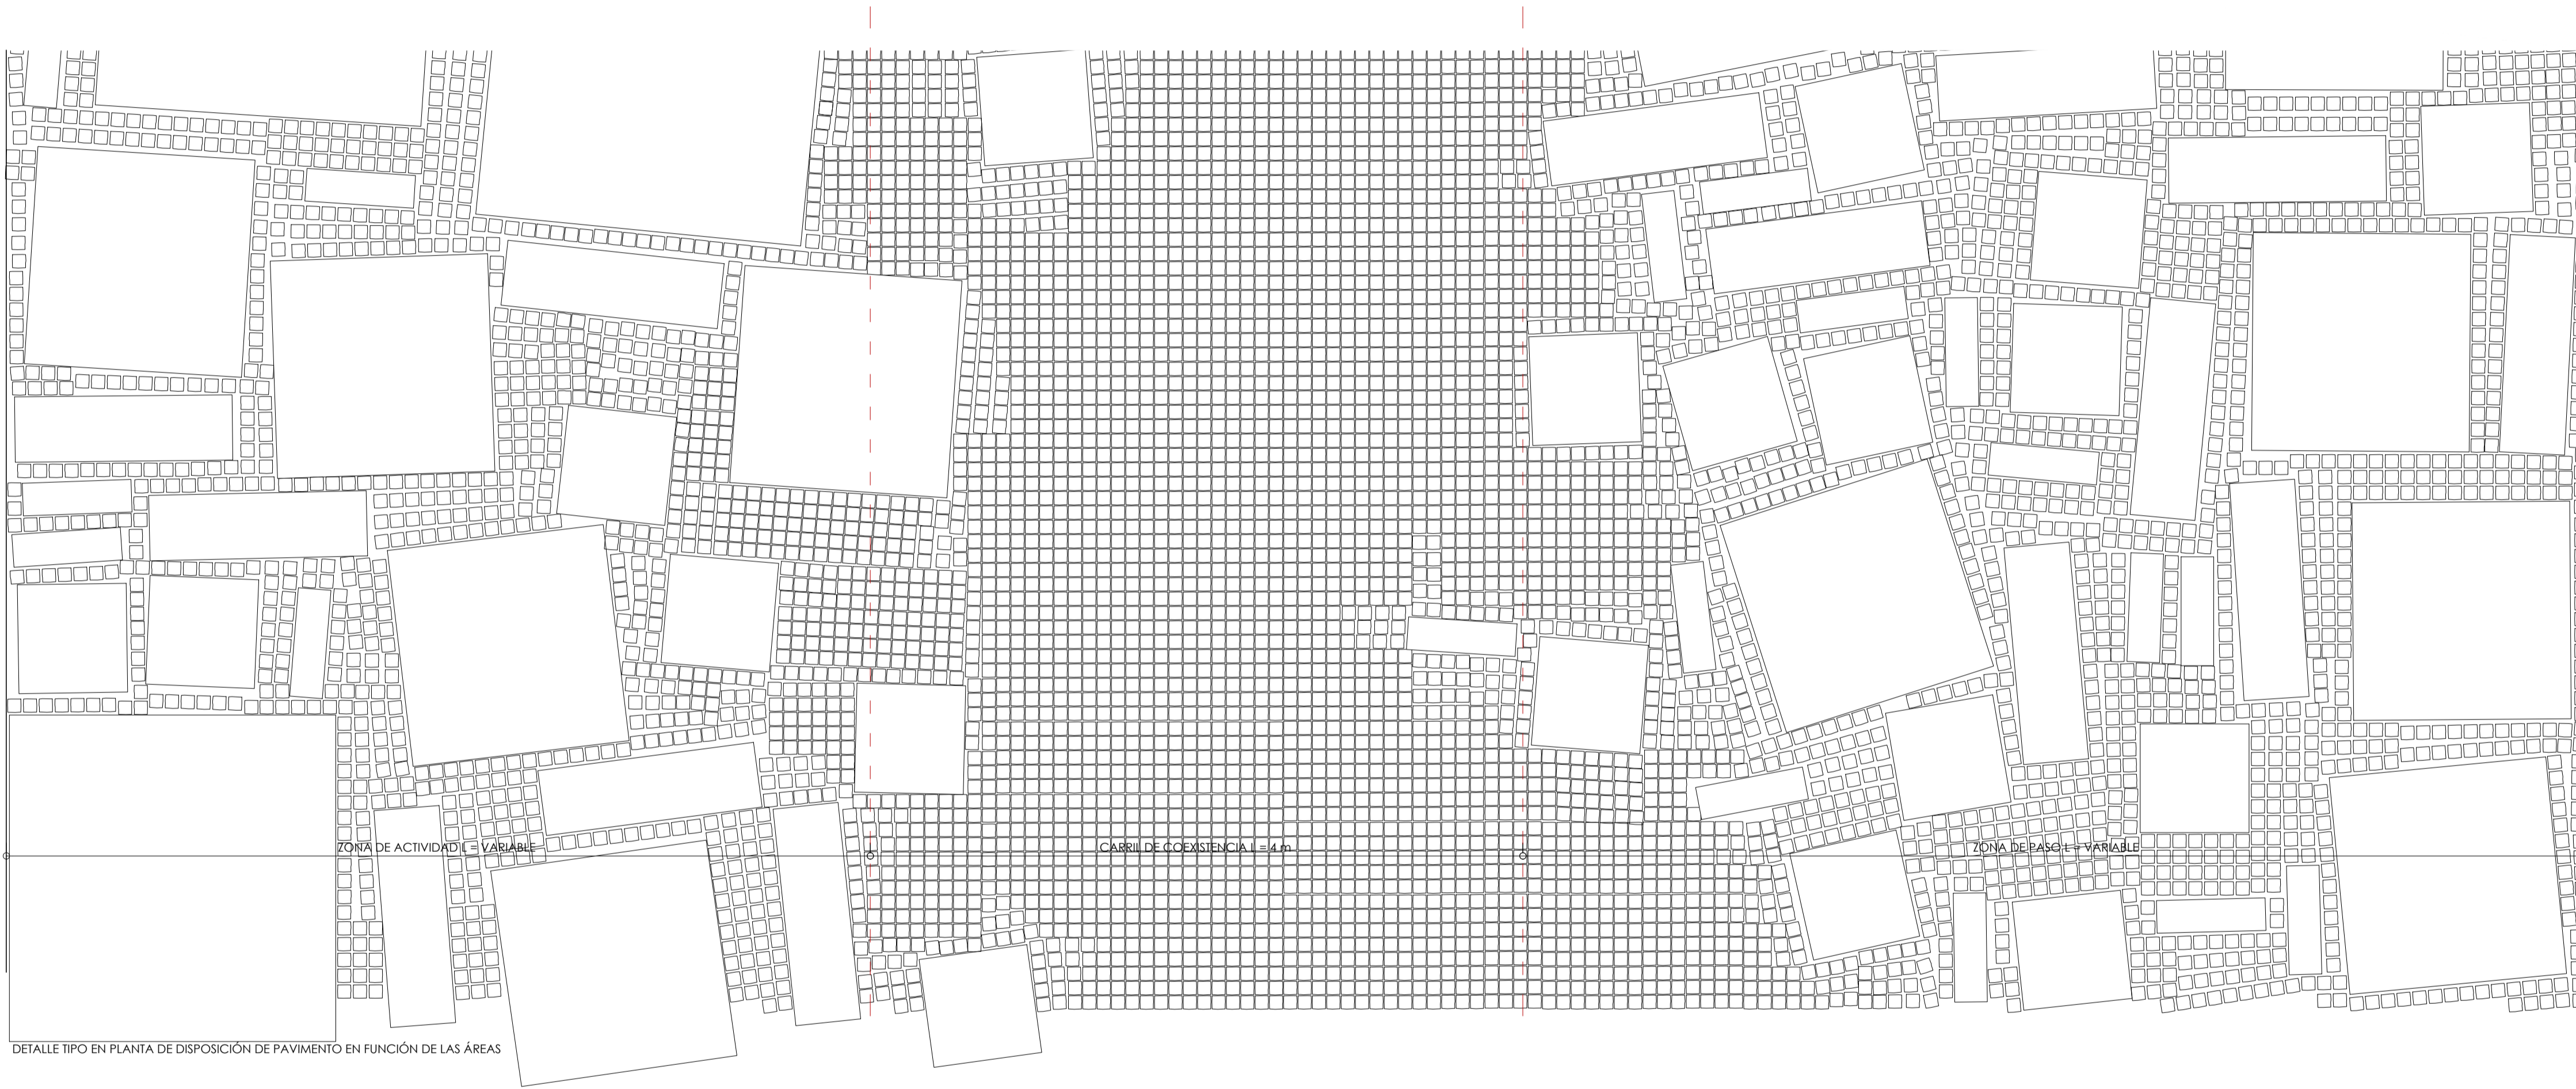 ZONA DE ACTIVIDAD L = VARIABLE
CARRIL DE COEXISTENCIA L = 4 m
ZONA DE PASO L = VARIABLE
DETALLE TIPO EN PLANTA DE DISPOSICIÓN DE PAVIMENTO EN FUNCIÓN DE LAS ÁREAS